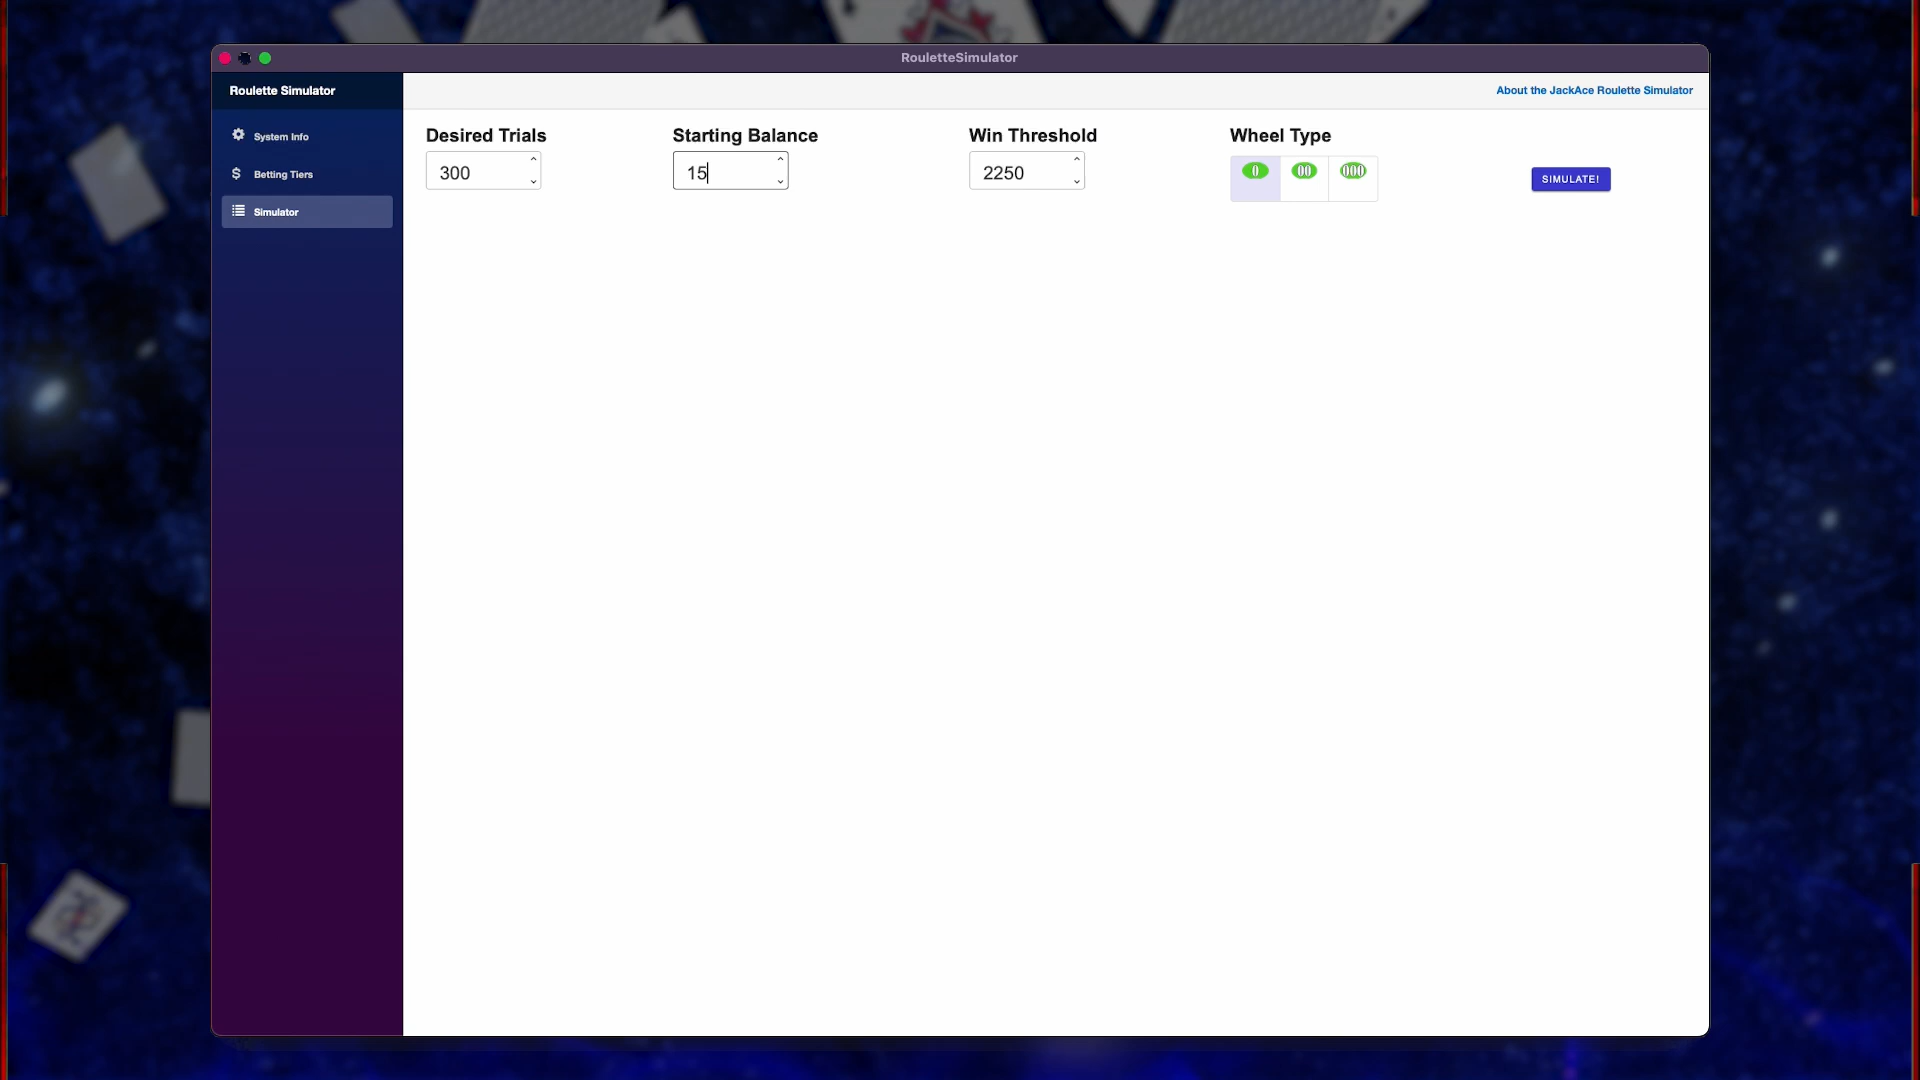 RouletteSimulator
Roulette Simulator
About the JackAce Roulette Simulator
System Info
Betting Tiers
Simulator
Desired Trials
300
Starting Balance
15
Win Threshold
2250
Wheel Type
0 00 000
SIMULATE!